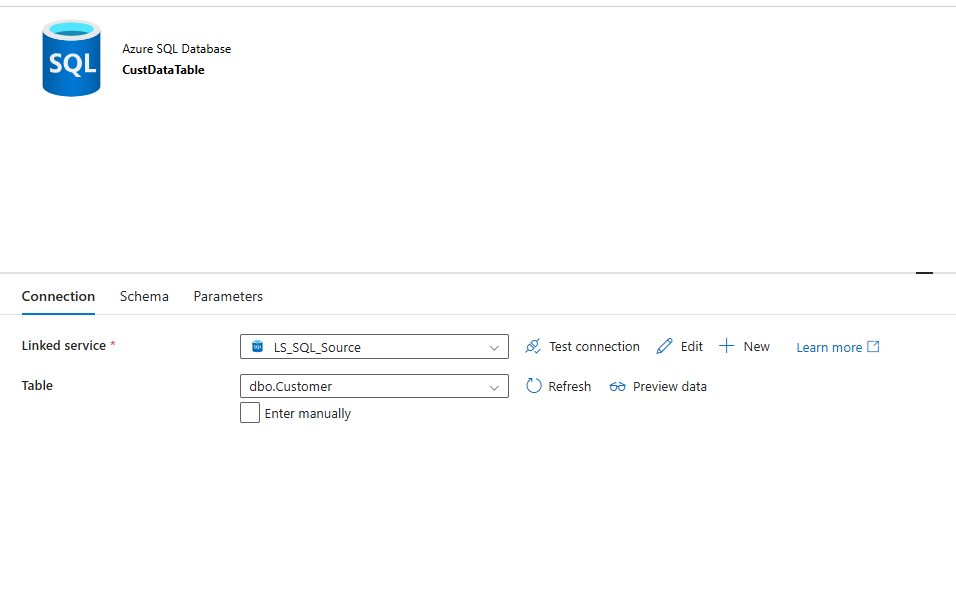 SQL
Azure SQL Database
CustDataTable
Connection Schema Parameters
Linked service * SQL LS_SQL_Source Test connection Edit New Learn more
Table dbo.Customer Refresh Preview data
Enter manually